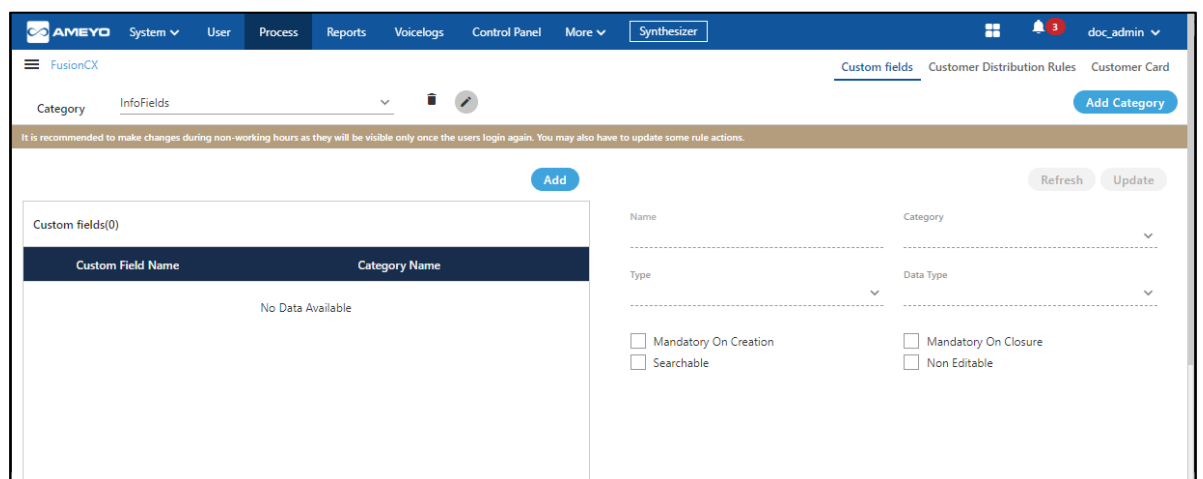 AMEYO System User Process Reports Voicelogs Control Panel More Synthesizer 3 doc_admin
FusionCX Custom fields Customer Distribution Rules Customer Card
Category InfoFields Add Category
It is recommended to make changes during non-working hours as they will be visible only once the users login again. You may also have to update some rule actions.
Add Refresh Update
Custom fields(0)
Name Category
Custom Field Name Category Name
Type Data Type
No Data Available
Mandatory On Creation Mandatory On Closure
Searchable Non Editable